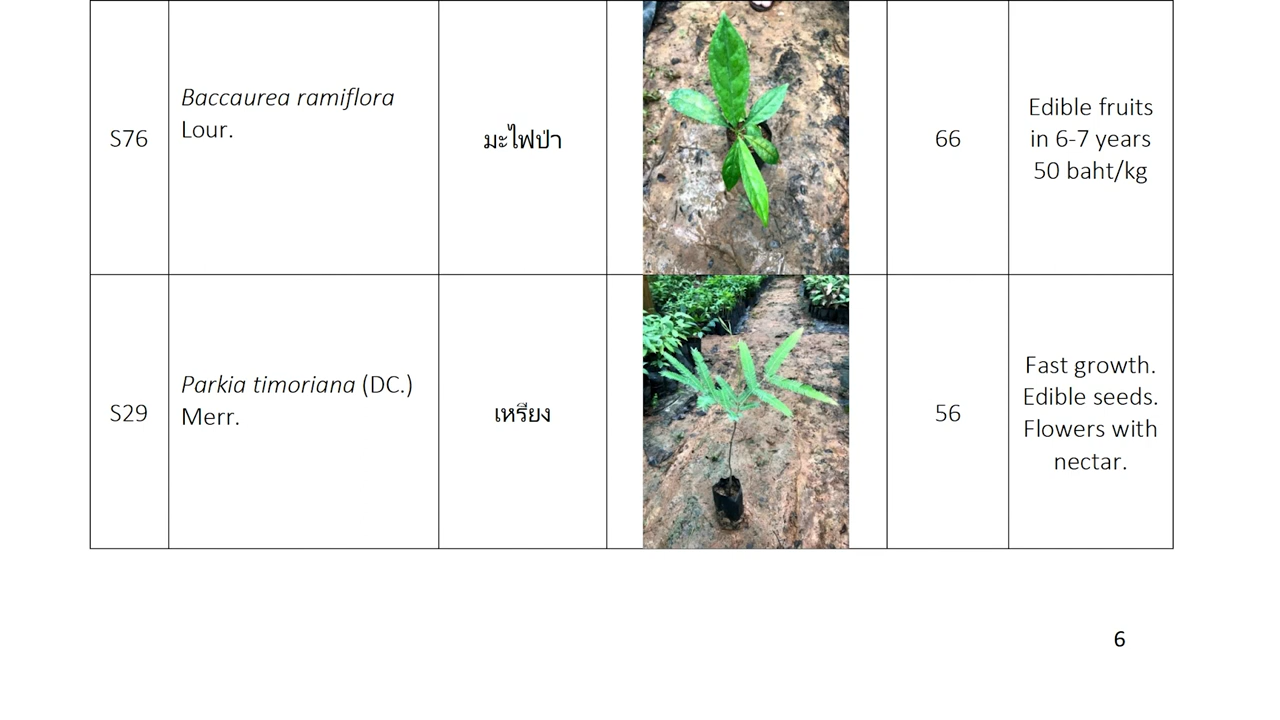 S76
Baccaurea ramiflora
Lour.
มะไฟป่า
66
Edible fruits
in 6-7 years
50 baht/kg
S29
Parkia timoriana (DC.)
Merr.
เหรียง
56
Fast growth.
Edible seeds.
Flowers with
nectar.
6